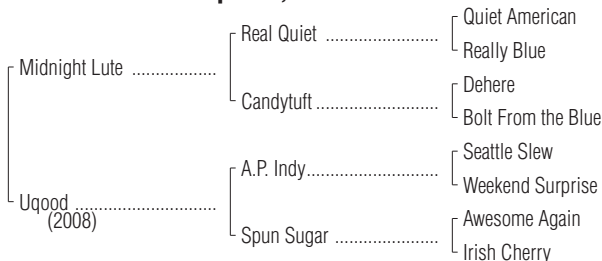 Quiet American
Real Quiet ........................
Really Blue
Midnight Lute ..................
Dehere
Candytuft ..........................
Bolt From the Blue
Seattle Slew
A.P. Indy............................
Weekend Surprise
Uqood ..............................
(2008)
Awesome Again
Spun Sugar ......................
Irish Cherry